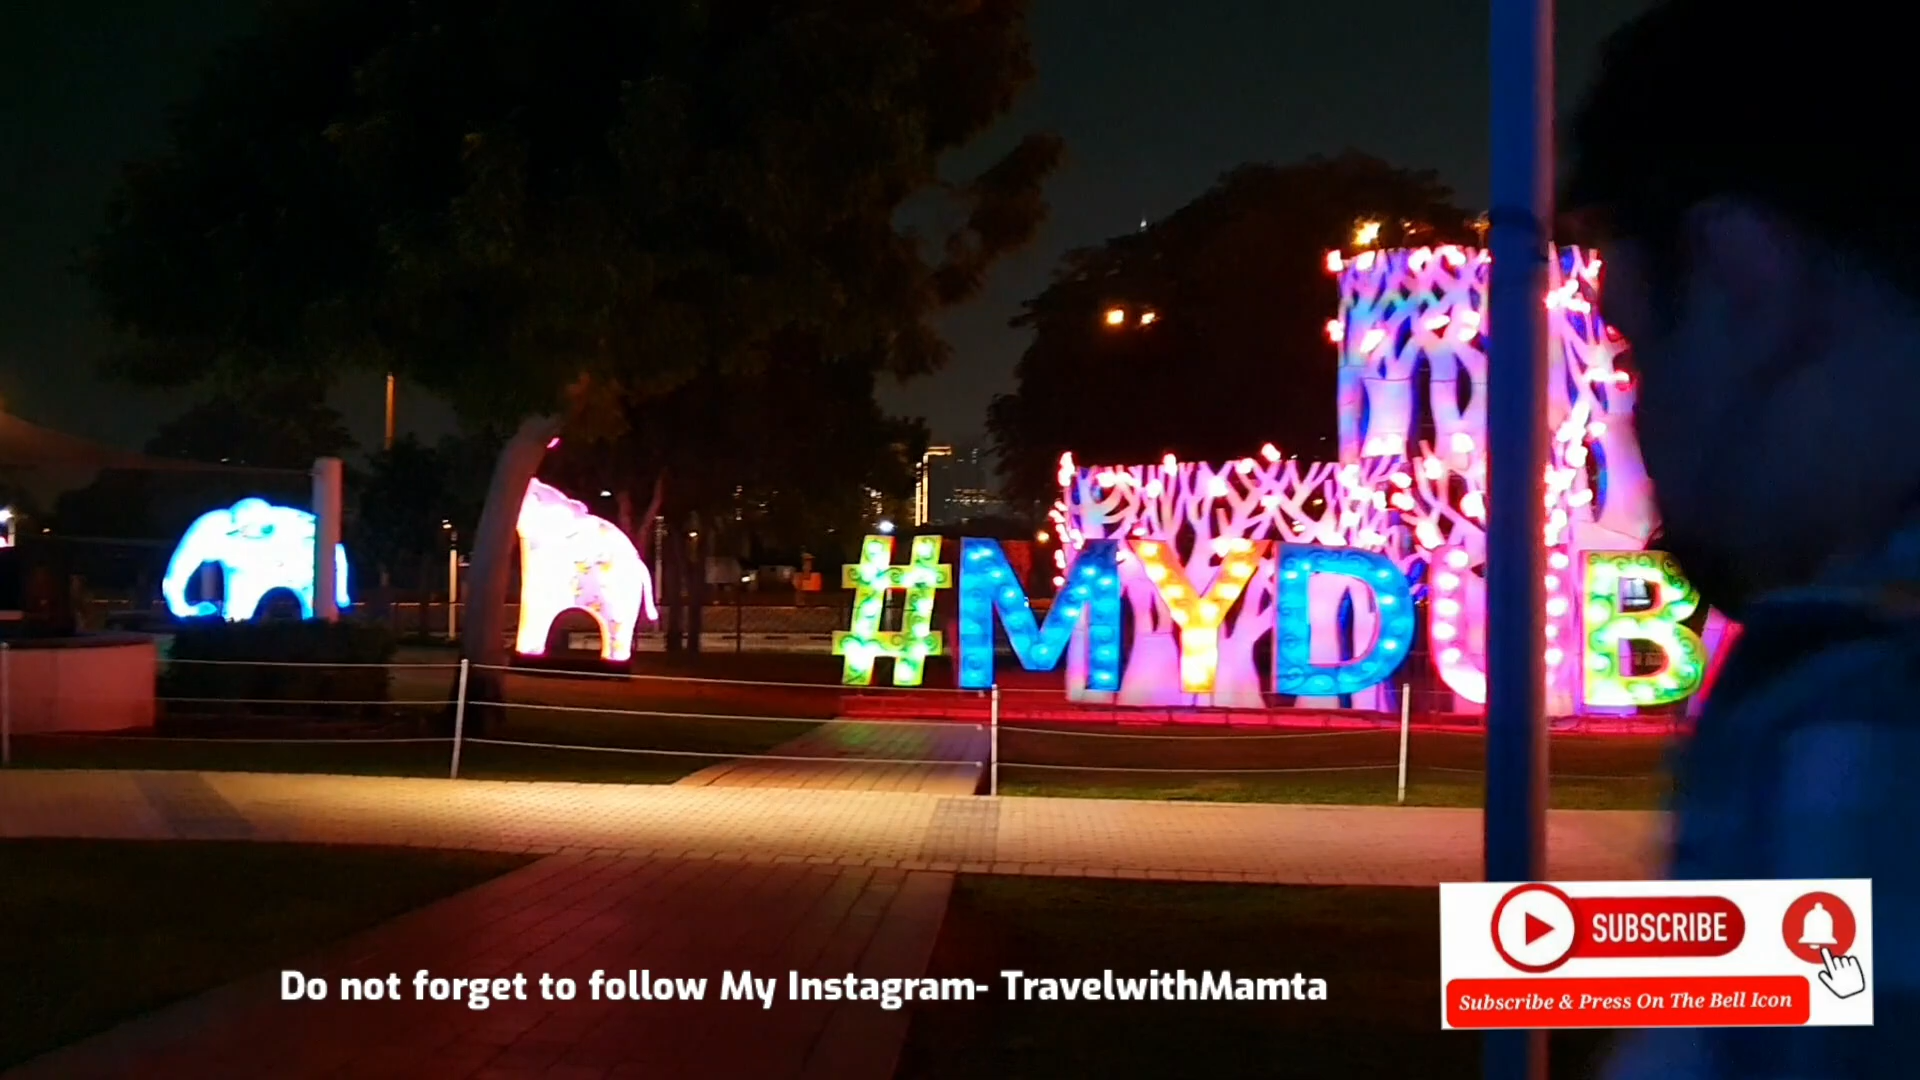 #MYDUB
Do not forget to follow My Instagram- TravelwithMamta
SUBSCRIBE
Subscribe & Press On The Bell Icon